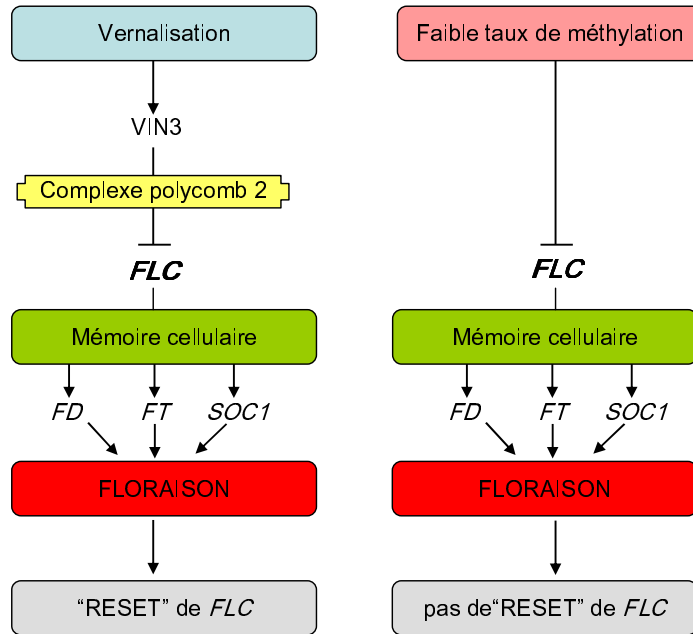 Vernalisation
VIN3
Complexe polycomb 2
FLC
Mémoire cellulaire
FD FT SOC1
FLORAISON
“RESET” de FLC
Faible taux de méthylation
FLC
Mémoire cellulaire
FD FT SOC1
FLORAISON
pas de“RESET” de FLC